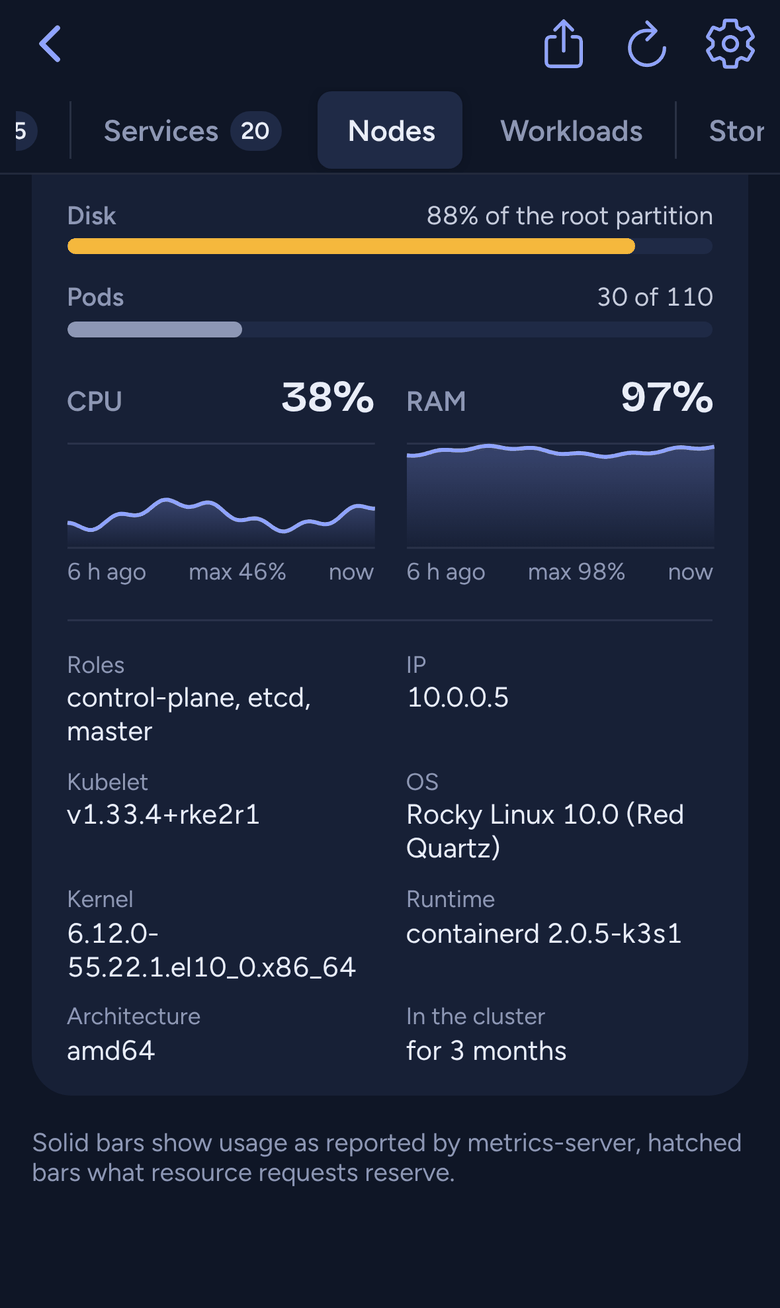 5 Services 20 Nodes Workloads Stor
Disk 88% of the root partition
Pods 30 of 110
CPU 38% RAM 97%
6 h ago max 46% now 6 h ago max 98% now
Roles IP
control-plane, etcd, 10.0.0.5
master
Kubelet OS
v1.33.4+rke2r1 Rocky Linux 10.0 (Red
Quartz)
Kernel Runtime
6.12.0- containerd 2.0.5-k3s1
55.22.1.el10_0.x86_64
Architecture In the cluster
amd64 for 3 months
Solid bars show usage as reported by metrics-server, hatched
bars what resource requests reserve.